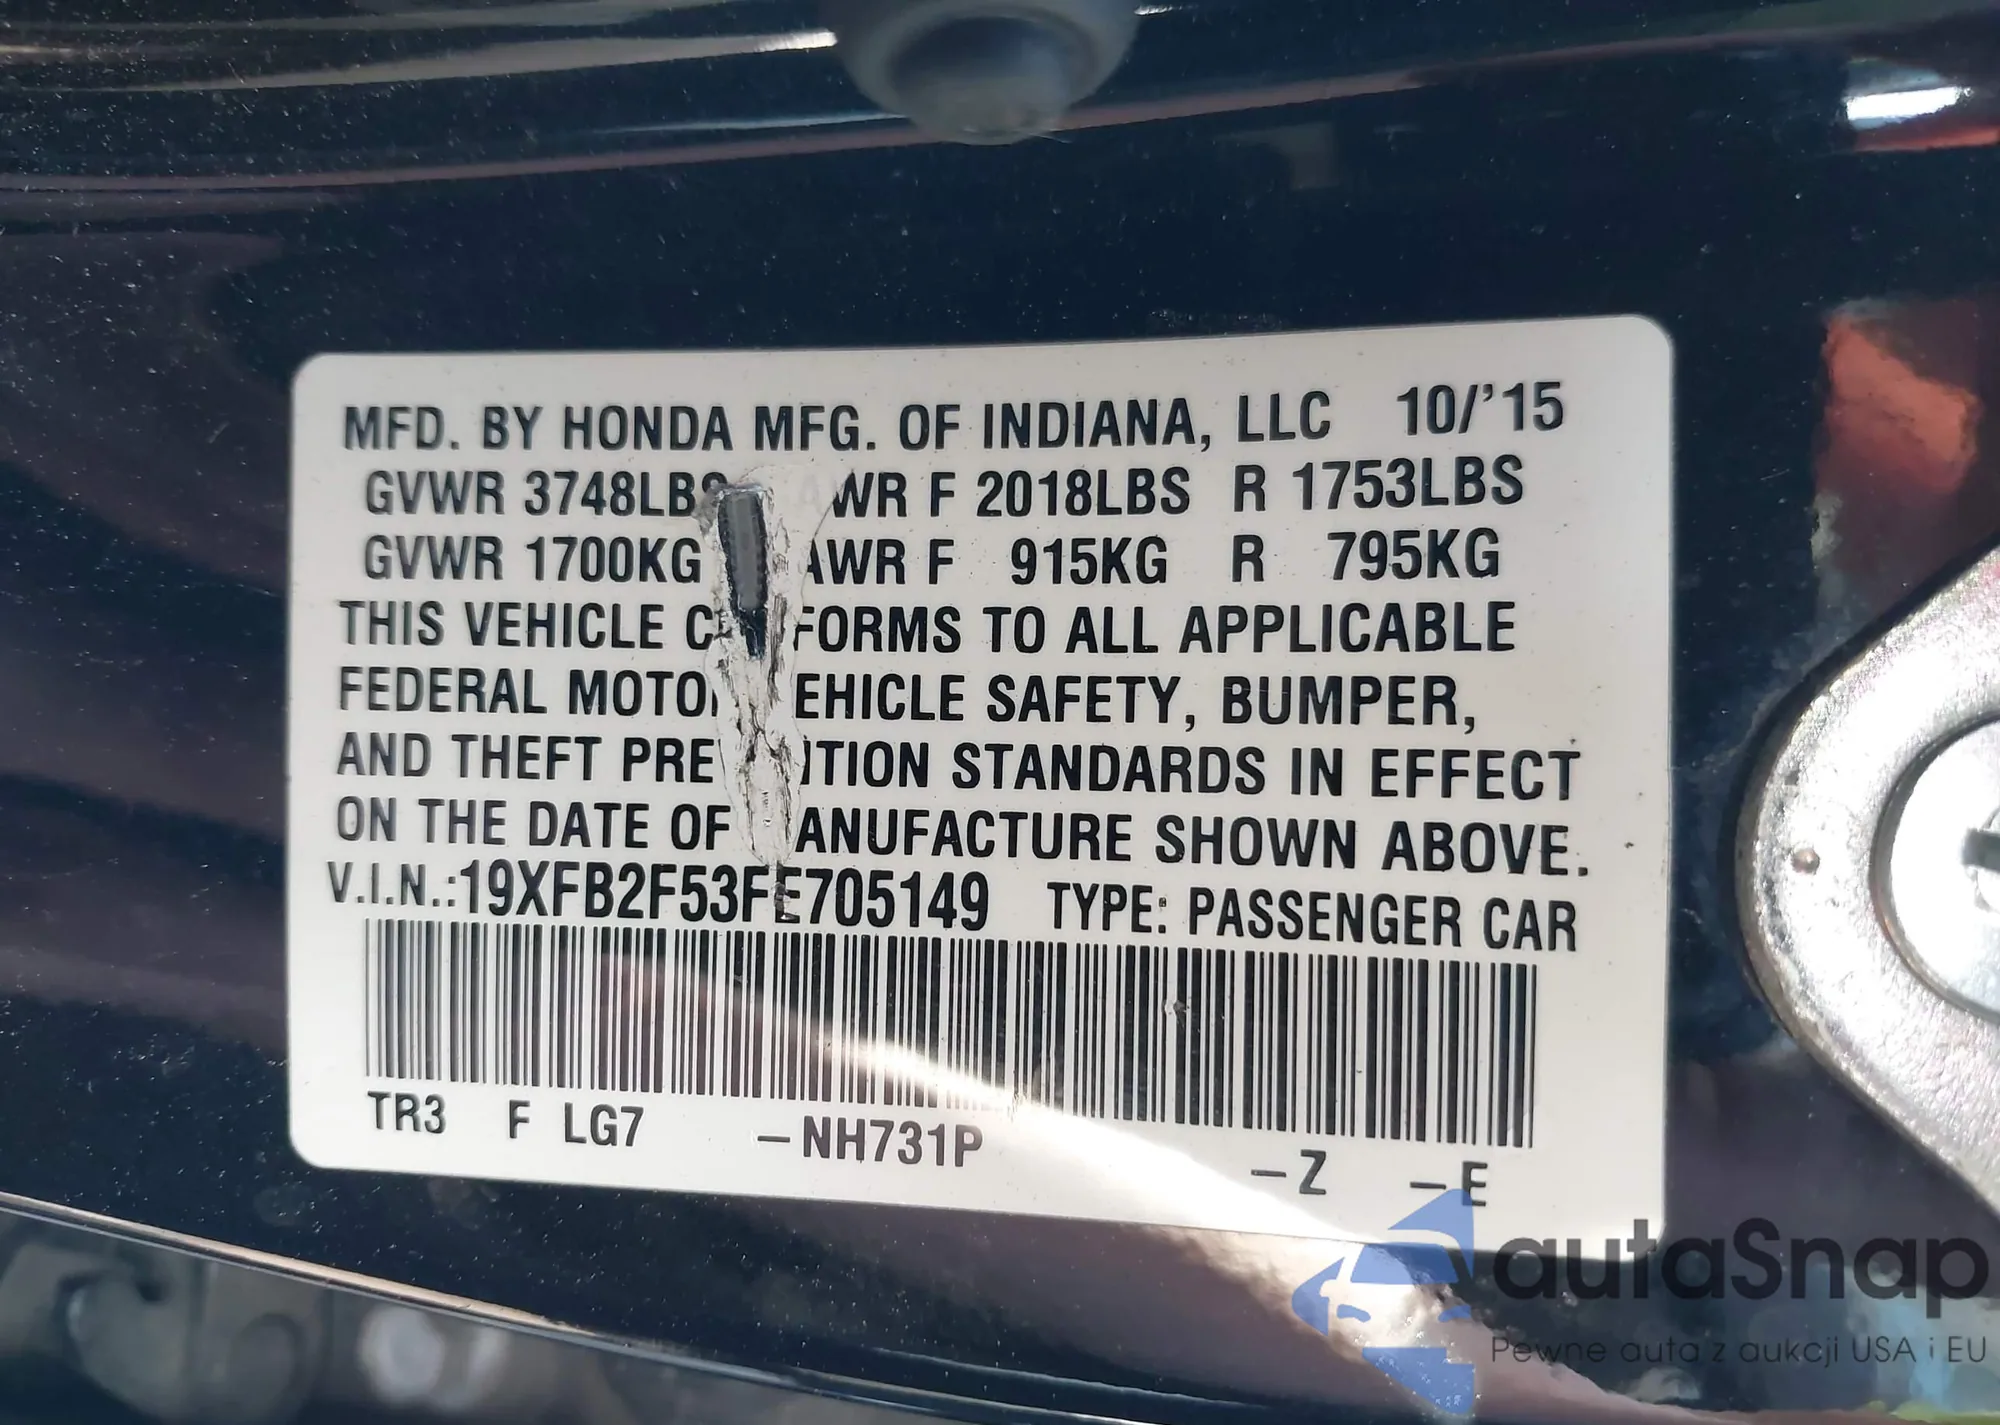 MFD. BY HONDA MFG. OF INDIANA, LLC 10/'15
GVWR 3748LBS WR F 2018LBS R 1753LBS
GVWR 1700KG AWR F 915KG R 795KG
THIS VEHICLE C FORMS TO ALL APPLICABLE
FEDERAL MOTO EHICLE SAFETY, BUMPER,
AND THEFT PRE TION STANDARDS IN EFFECT
ON THE DATE OF ANUFACTURE SHOWN ABOVE.
V.I.N.:19XFB2F53FE705149 TYPE: PASSENGER CAR
TR3 F LG7 –NH731P –Z –E
autaSnap
Pewne auta z aukcji USA i EU